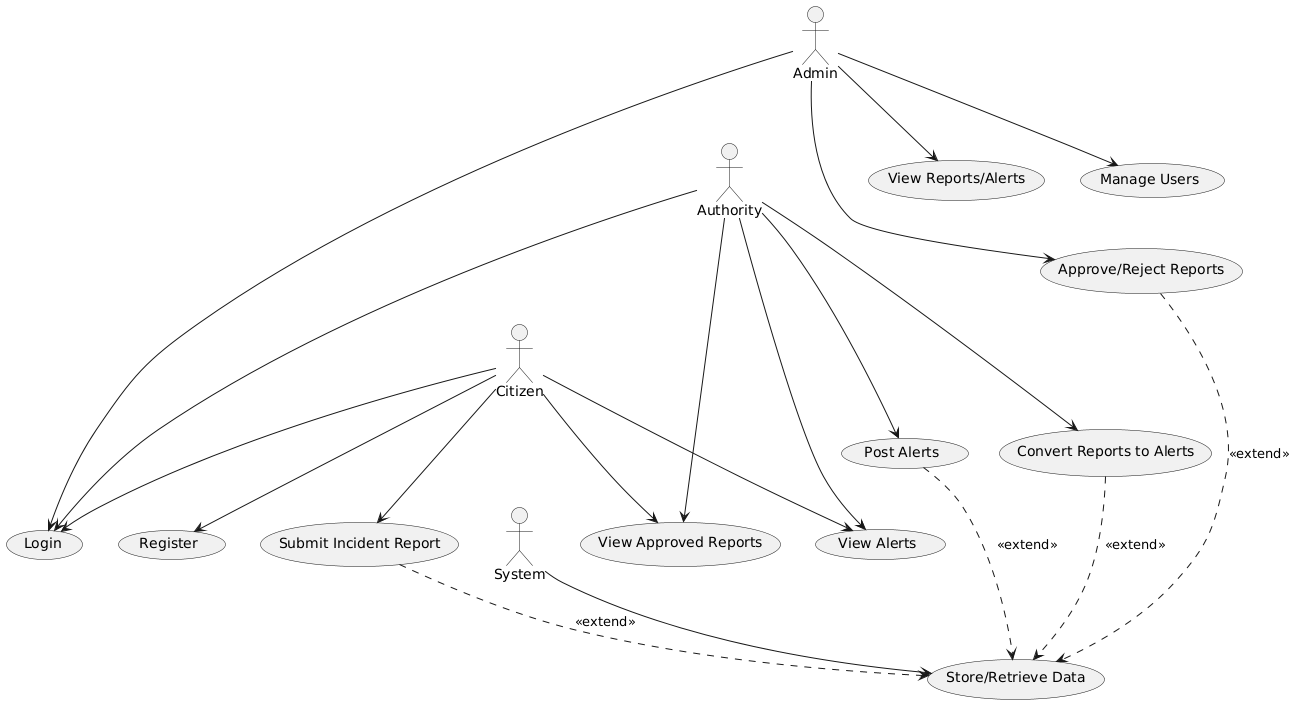 Admin
View Reports/Alerts
Manage Users
Authority
Approve/Reject Reports
Citizen
Post Alerts
Convert Reports to Alerts
«extend»
Login
Register
Submit Incident Report
System
View Approved Reports
View Alerts
«extend»
«extend»
«extend»
Store/Retrieve Data